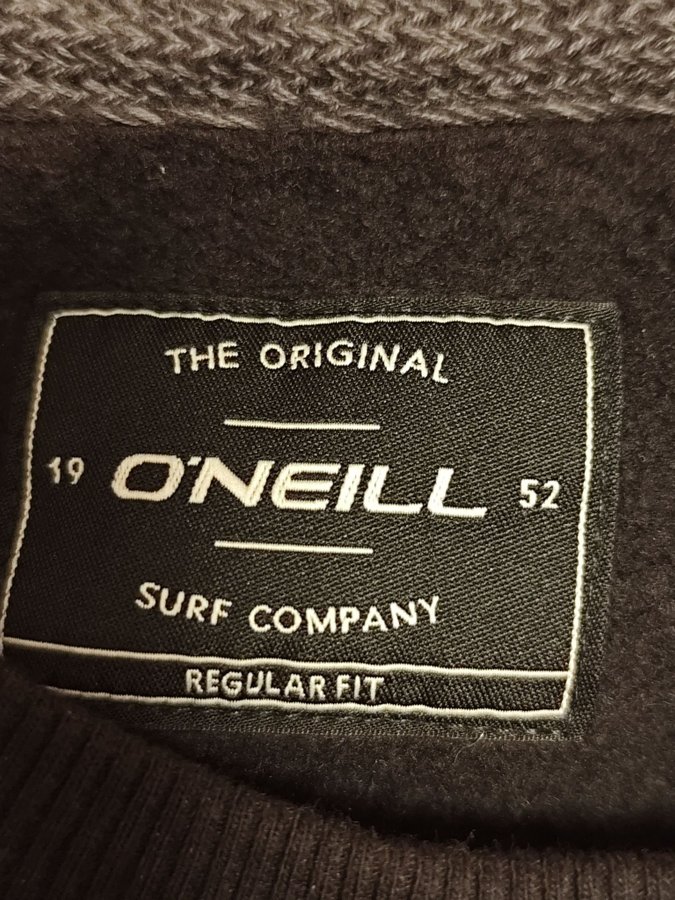 THE ORIGINAL
19 O'NEILL 52
SURF COMPANY
REGULAR FIT